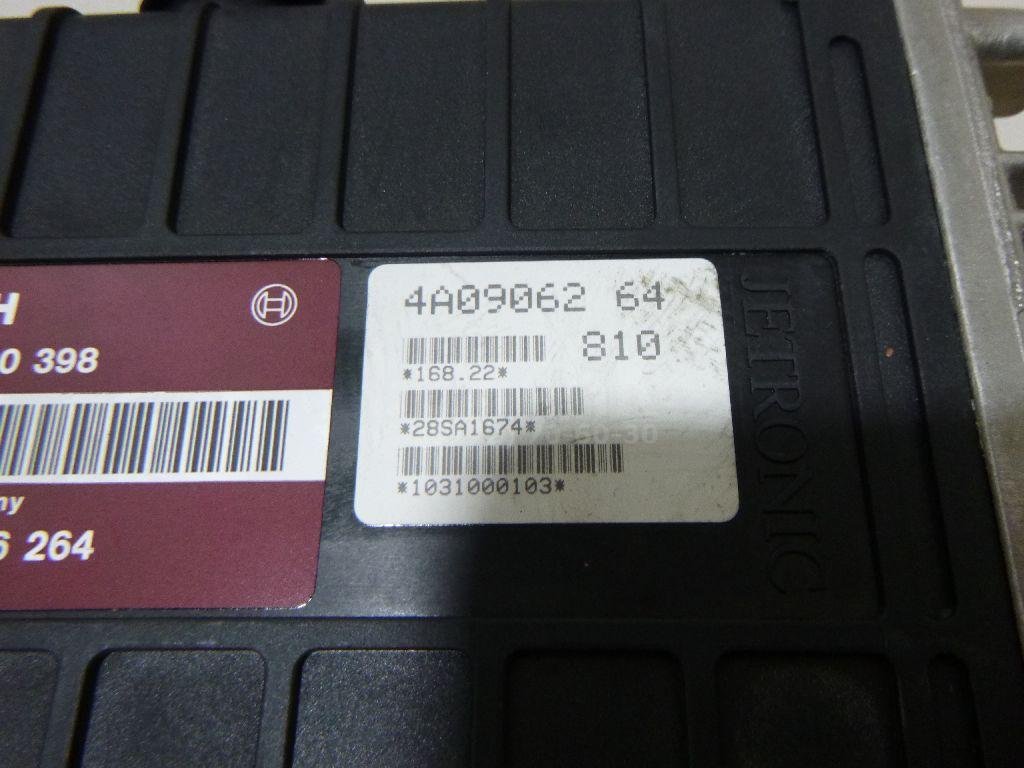 H
0 398
ny
6 264
4A09062 64
810
*168.22*
*28SA1674*
*1031000103*
JETRONIC